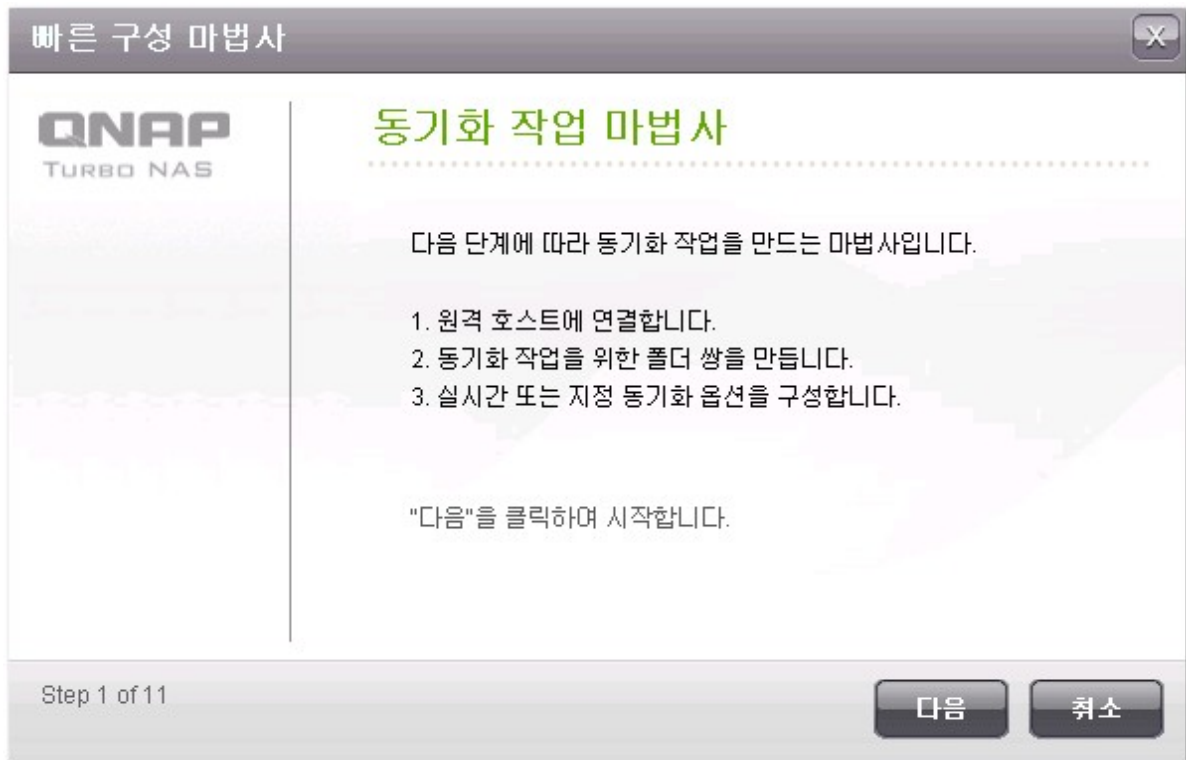 빠른 구성 마법사
X
QNAP
TURBO NAS
동기화 작업 마법사
다음 단계에 따라 동기화 작업을 만드는 마법사입니다.
1. 원격 호스트에 연결합니다.
2. 동기화 작업을 위한 폴더 쌍을 만듭니다.
3. 실시간 또는 지정 동기화 옵션을 구성합니다.
"다음"을 클릭하여 시작합니다.
Step 1 of 11
다음
취소